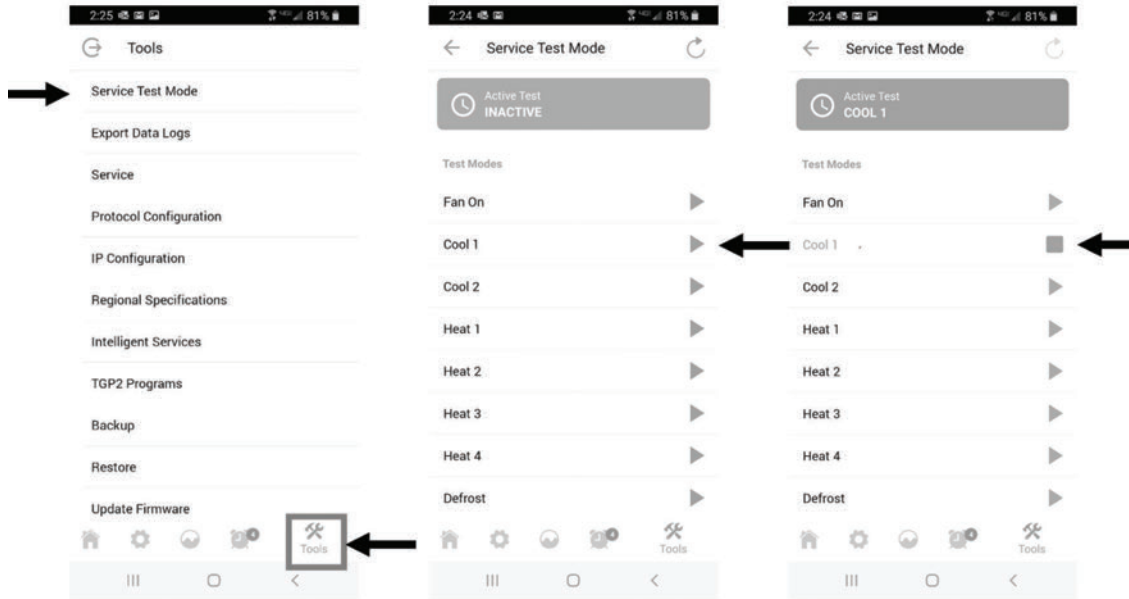 2:25 81%
Tools
Service Test Mode
Export Data Logs
Service
Protocol Configuration
IP Configuration
Regional Specifications
Intelligent Services
TGP2 Programs
Backup
Restore
Update Firmware
4
Tools
2:24 81%
Service Test Mode
Active Test
INACTIVE
Test Modes
Fan On
Cool 1
Cool 2
Heat 1
Heat 2
Heat 3
Heat 4
Defrost
4
Tools
2:24 81%
Service Test Mode
Active Test
COOL 1
Test Modes
Fan On
Cool 1
Cool 2
Heat 1
Heat 2
Heat 3
Heat 4
Defrost
4
Tools